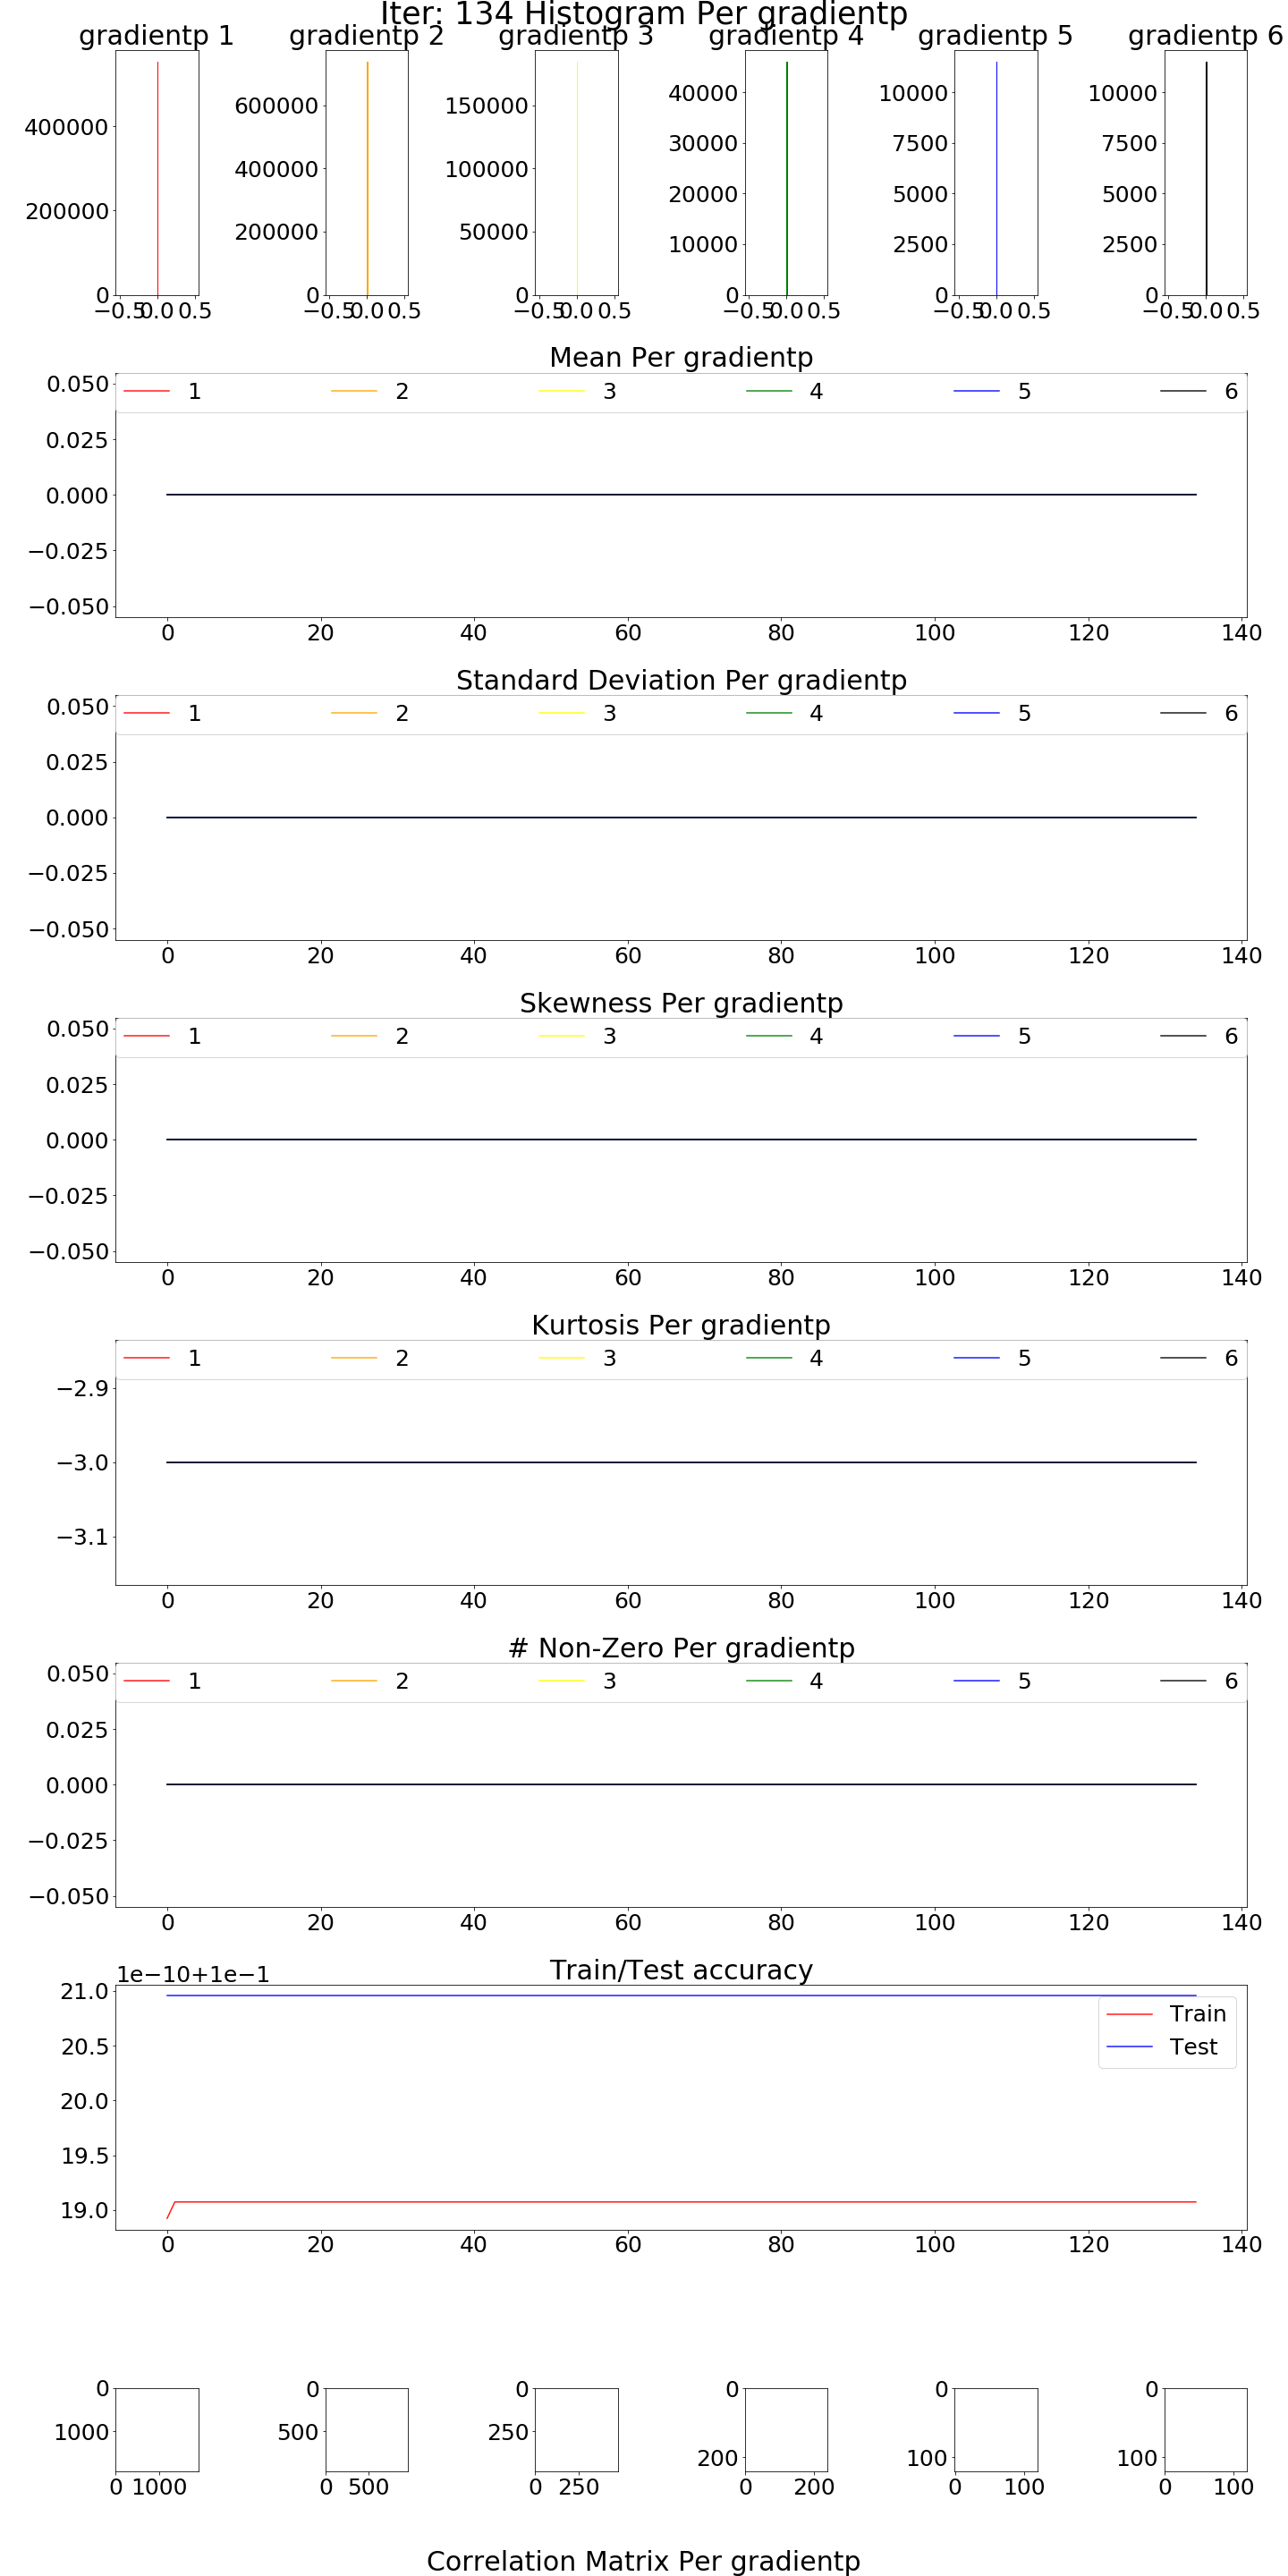 Iter: 134 Histogram Per gradientp
gradientp 1 gradientp 2 gradientp 3 gradientp 4 gradientp 5 gradientp 6
400000
200000
0
−0.5 0.0 0.5
600000
400000
200000
0
−0.5 0.0 0.5
150000
100000
50000
0
−0.5 0.0 0.5
40000
30000
20000
10000
0
−0.5 0.0 0.5
10000
7500
5000
2500
0
−0.5 0.0 0.5
10000
7500
5000
2500
0
−0.5 0.0 0.5
Mean Per gradientp
1 2 3 4 5 6
0.050
0.025
0.000
−0.025
−0.050
0 20 40 60 80 100 120 140
Standard Deviation Per gradientp
1 2 3 4 5 6
0.050
0.025
0.000
−0.025
−0.050
0 20 40 60 80 100 120 140
Skewness Per gradientp
1 2 3 4 5 6
0.050
0.025
0.000
−0.025
−0.050
0 20 40 60 80 100 120 140
Kurtosis Per gradientp
1 2 3 4 5 6
−2.9
−3.0
−3.1
0 20 40 60 80 100 120 140
# Non-Zero Per gradientp
1 2 3 4 5 6
0.050
0.025
0.000
−0.025
−0.050
0 20 40 60 80 100 120 140
Train/Test accuracy
1e−10+1e−1
Train
Test
21.0
20.5
20.0
19.5
19.0
0 20 40 60 80 100 120 140
0
1000
0 1000
0
500
0 500
0
250
0 250
0
200
0 200
0
100
0 100
0
100
0 100
Correlation Matrix Per gradientp